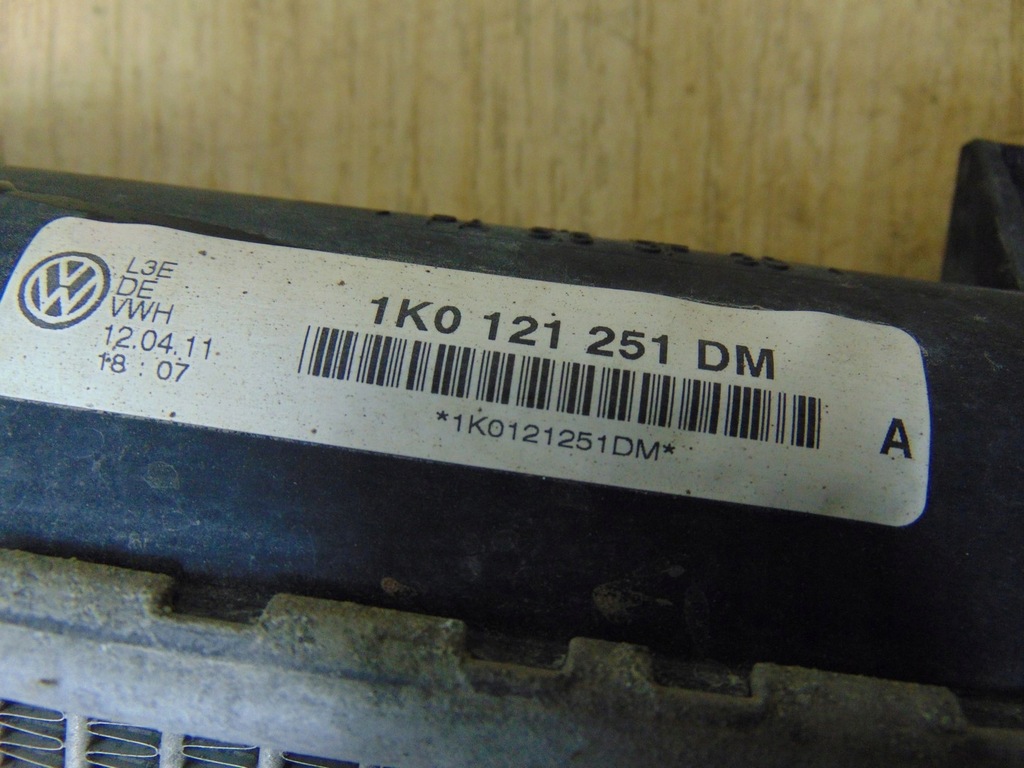 L3E
DE
VWH
12.04.11
18 : 07
1K0 121 251 DM
*1K0121251DM*
A